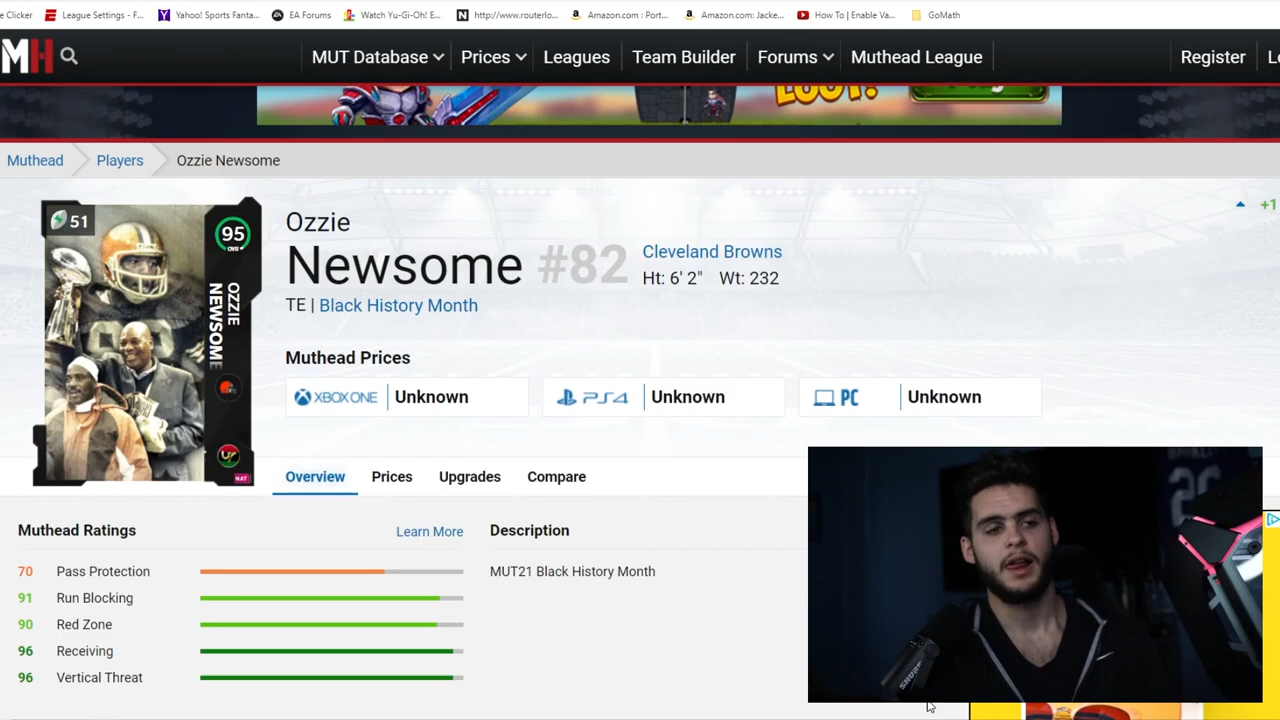 e Clicker League Settings - F... Yahoo! Sports Fanta... EA Forums Watch Yu-Gi-Oh! E... http://www.routerlo... Amazon.com : Port... Amazon.com: Jacke... How To | Enable Va... GoMath
MH MUT Database Prices Leagues Team Builder Forums Muthead League Register
LOOT!
Muthead Players Ozzie Newsome
51
95
OVR
OZZIE
NEWSOME
NAT
Ozzie
Newsome #82
Cleveland Browns
Ht: 6' 2" Wt: 232
TE | Black History Month
+1
Muthead Prices
XBOX ONE Unknown PS4 Unknown PC Unknown
Overview Prices Upgrades Compare
Muthead Ratings Learn More Description
70 Pass Protection MUT21 Black History Month
91 Run Blocking
90 Red Zone
96 Receiving
96 Vertical Threat
SHURE